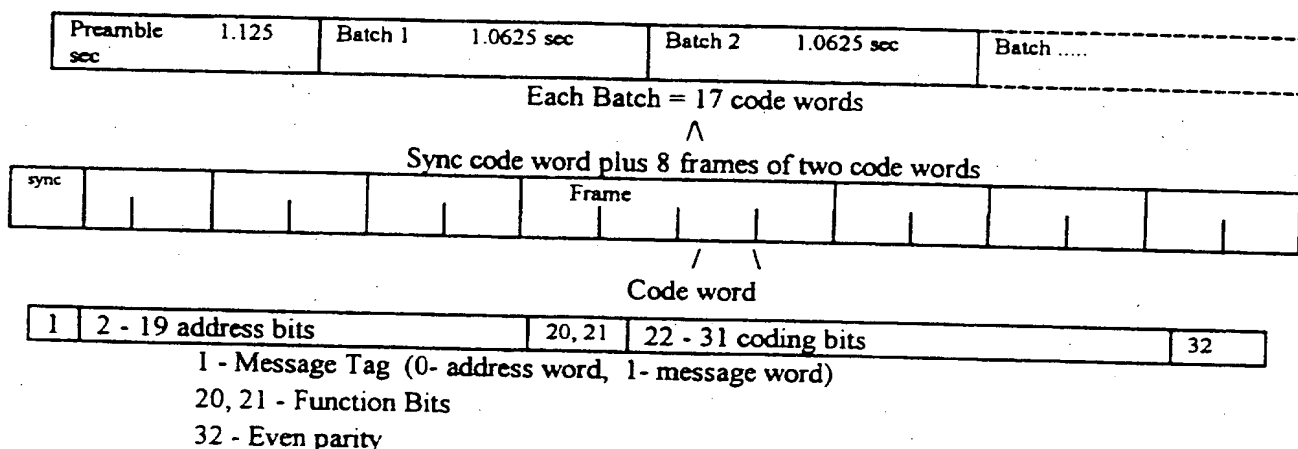 Preamble 1.125 sec
Batch 1 1.0625 sec
Batch 2 1.0625 sec
Batch .....
Each Batch = 17 code words
Sync code word plus 8 frames of two code words
sync
Frame
Code word
1 2 - 19 address bits 20, 21 22 - 31 coding bits 32
1 - Message Tag (0- address word, 1- message word)
20, 21 - Function Bits
32 - Even parity